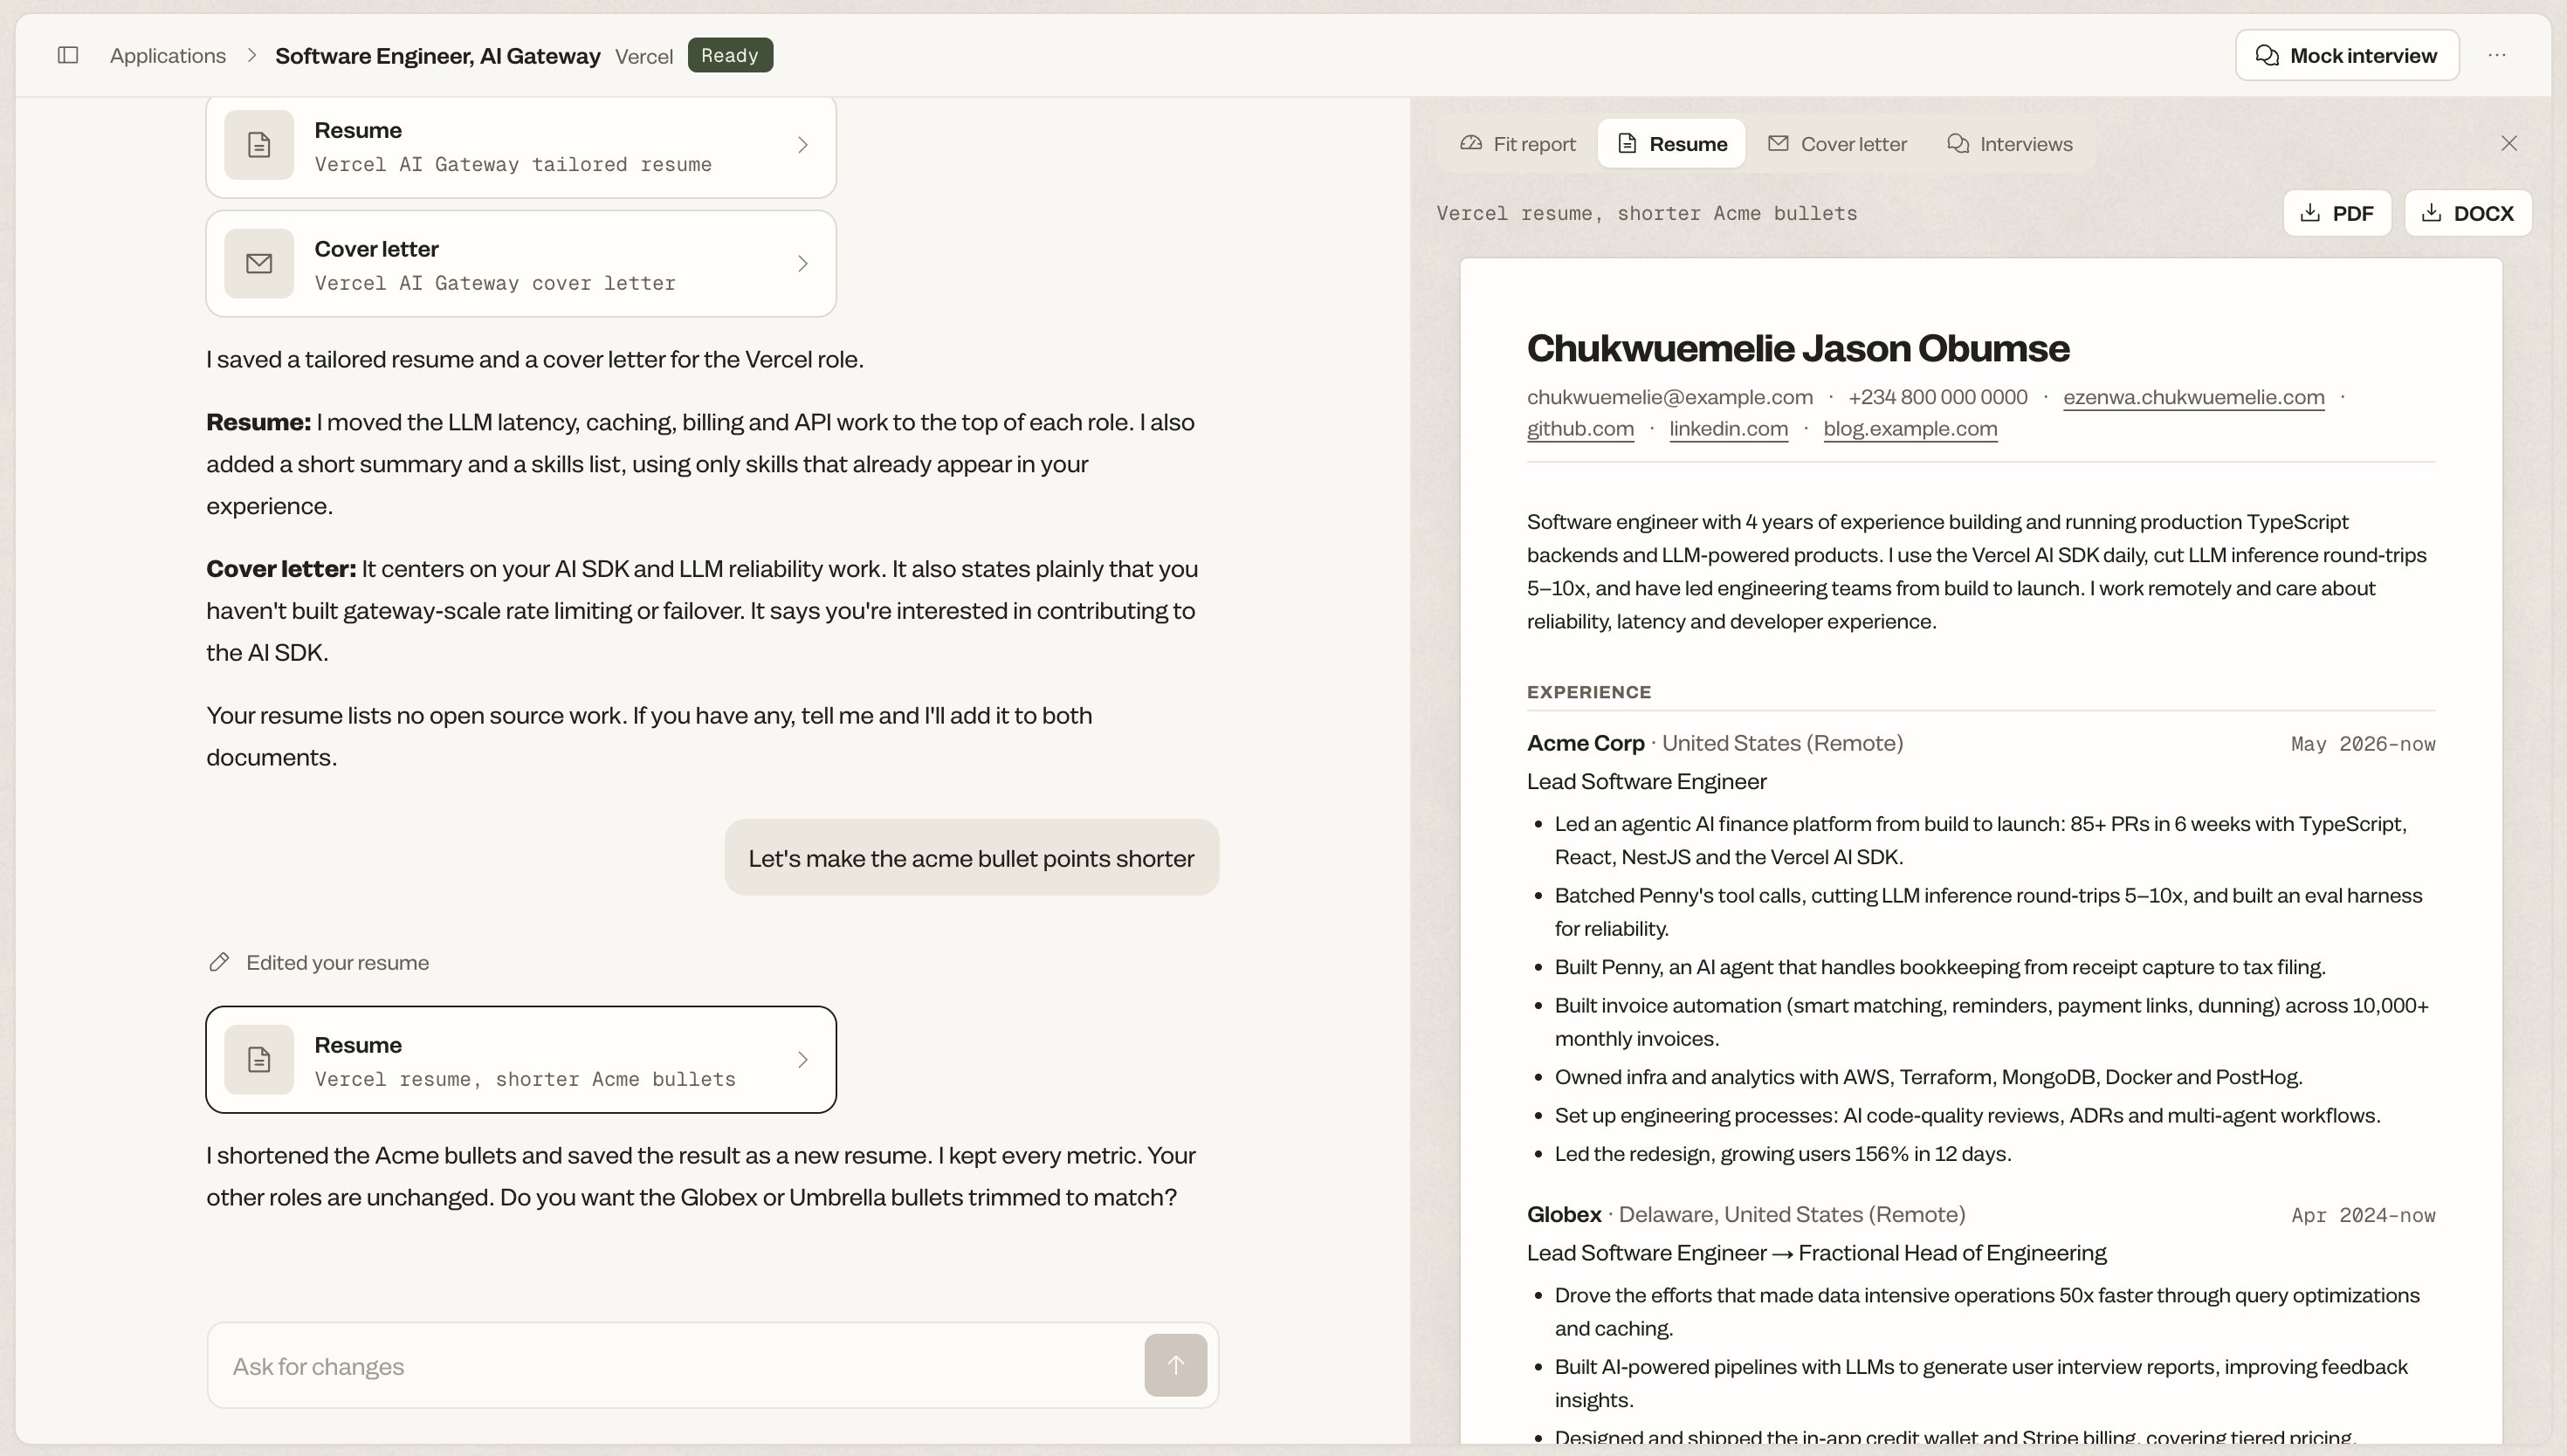 Applications > Software Engineer, AI Gateway Vercel Ready
Mock interview ...
Resume
Vercel AI Gateway tailored resume
Cover letter
Vercel AI Gateway cover letter
I saved a tailored resume and a cover letter for the Vercel role.
Resume: I moved the LLM latency, caching, billing and API work to the top of each role. I also
added a short summary and a skills list, using only skills that already appear in your
experience.
Cover letter: It centers on your AI SDK and LLM reliability work. It also states plainly that you
haven't built gateway-scale rate limiting or failover. It says you're interested in contributing to
the AI SDK.
Your resume lists no open source work. If you have any, tell me and I'll add it to both
documents.
Let's make the acme bullet points shorter
Edited your resume
Resume
Vercel resume, shorter Acme bullets
I shortened the Acme bullets and saved the result as a new resume. I kept every metric. Your
other roles are unchanged. Do you want the Globex or Umbrella bullets trimmed to match?
Ask for changes
Fit report Resume Cover letter Interviews
Vercel resume, shorter Acme bullets
PDF DOCX
Chukwuemelie Jason Obumse
chukwuemelie@example.com · +234 800 000 0000 · ezenwa.chukwuemelie.com ·
github.com · linkedin.com · blog.example.com
Software engineer with 4 years of experience building and running production TypeScript
backends and LLM-powered products. I use the Vercel AI SDK daily, cut LLM inference round-trips
5–10x, and have led engineering teams from build to launch. I work remotely and care about
reliability, latency and developer experience.
EXPERIENCE
Acme Corp · United States (Remote) May 2026–now
Lead Software Engineer
• Led an agentic AI finance platform from build to launch: 85+ PRs in 6 weeks with TypeScript,
React, NestJS and the Vercel AI SDK.
• Batched Penny's tool calls, cutting LLM inference round-trips 5–10x, and built an eval harness
for reliability.
• Built Penny, an AI agent that handles bookkeeping from receipt capture to tax filing.
• Built invoice automation (smart matching, reminders, payment links, dunning) across 10,000+
monthly invoices.
• Owned infra and analytics with AWS, Terraform, MongoDB, Docker and PostHog.
• Set up engineering processes: AI code-quality reviews, ADRs and multi-agent workflows.
• Led the redesign, growing users 156% in 12 days.
Globex · Delaware, United States (Remote) Apr 2024–now
Lead Software Engineer → Fractional Head of Engineering
• Drove the efforts that made data intensive operations 50x faster through query optimizations
and caching.
• Built AI-powered pipelines with LLMs to generate user interview reports, improving feedback
insights.
• Designed and shipped the in-app credit wallet and Stripe billing, covering tiered pricing,